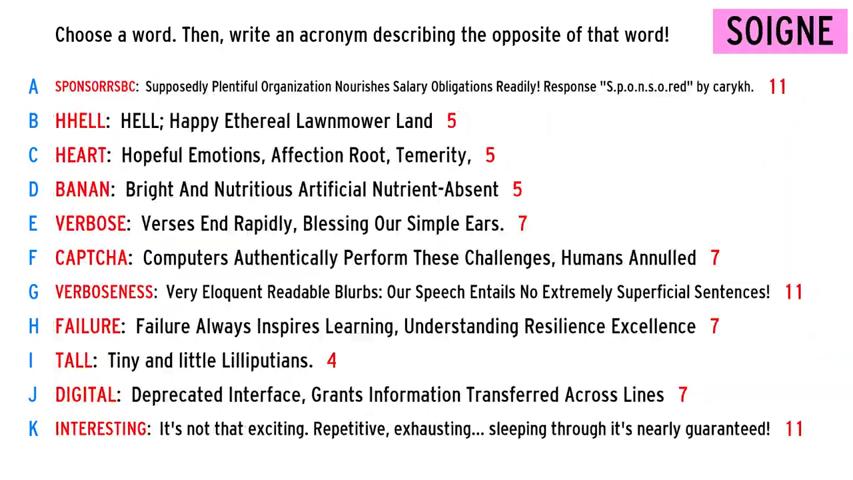 Choose a word. Then, write an acronym describing the opposite of that word!
SOIGNE
A SPONSORRSBC: Supposedly Plentiful Organization Nourishes Salary Obligations Readily! Response "S.p.o.n.s.o.red" by carykh. 11
B HHELL: HELL; Happy Ethereal Lawnmower Land 5
C HEART: Hopeful Emotions, Affection Root, Temerity, 5
D BANAN: Bright And Nutritious Artificial Nutrient-Absent 5
E VERBOSE: Verses End Rapidly, Blessing Our Simple Ears. 7
F CAPTCHA: Computers Authentically Perform These Challenges, Humans Annulled 7
G VERBOSENESS: Very Eloquent Readable Blurbs: Our Speech Entails No Extremely Superficial Sentences! 11
H FAILURE: Failure Always Inspires Learning, Understanding Resilience Excellence 7
I TALL: Tiny and little Lilliputians. 4
J DIGITAL: Deprecated Interface, Grants Information Transferred Across Lines 7
K INTERESTING: It's not that exciting. Repetitive, exhausting... sleeping through it's nearly guaranteed! 11